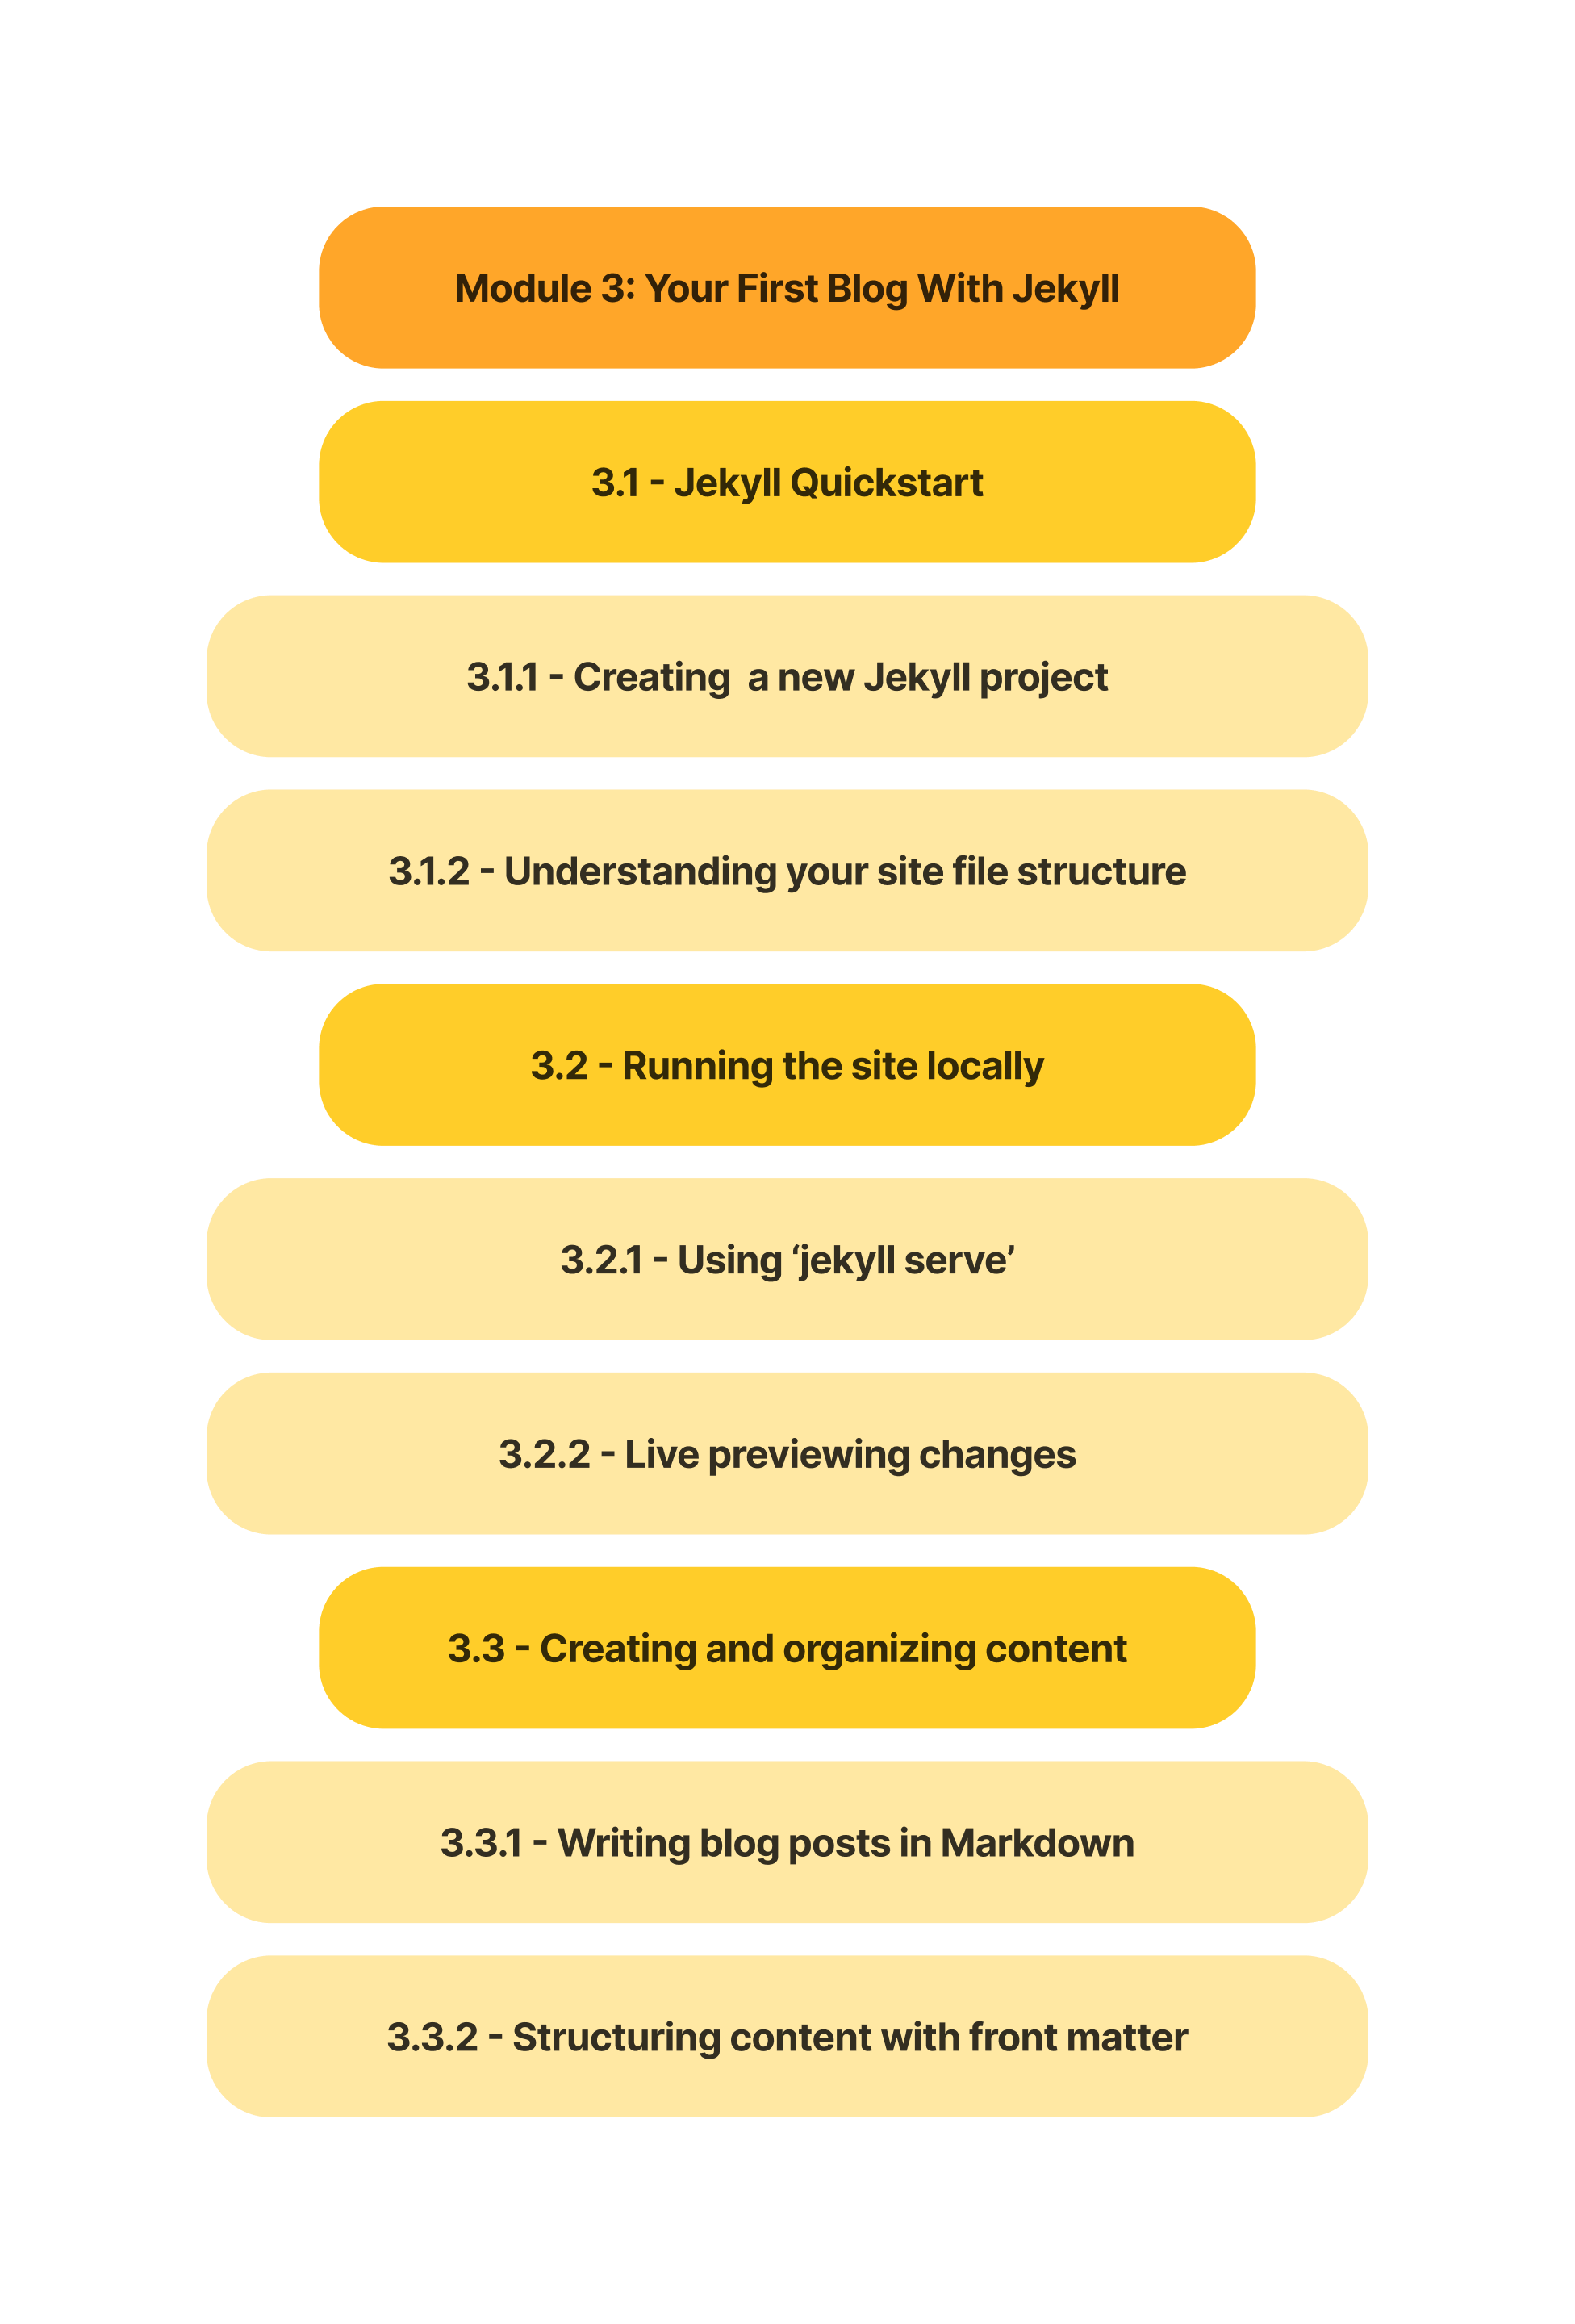 Module 3: Your First Blog With Jekyll
3.1 - Jekyll Quickstart
3.1.1 - Creating  a new Jekyll project
3.1.2 - Understanding your site file structure
3.2 - Running the site locally
3.2.1 - Using ‘jekyll serve’
3.2.2 - Live previewing changes
3.3 - Creating and organizing content
3.3.1 - Writing blog posts in Markdown
3.3.2 - Structuring content with front matter